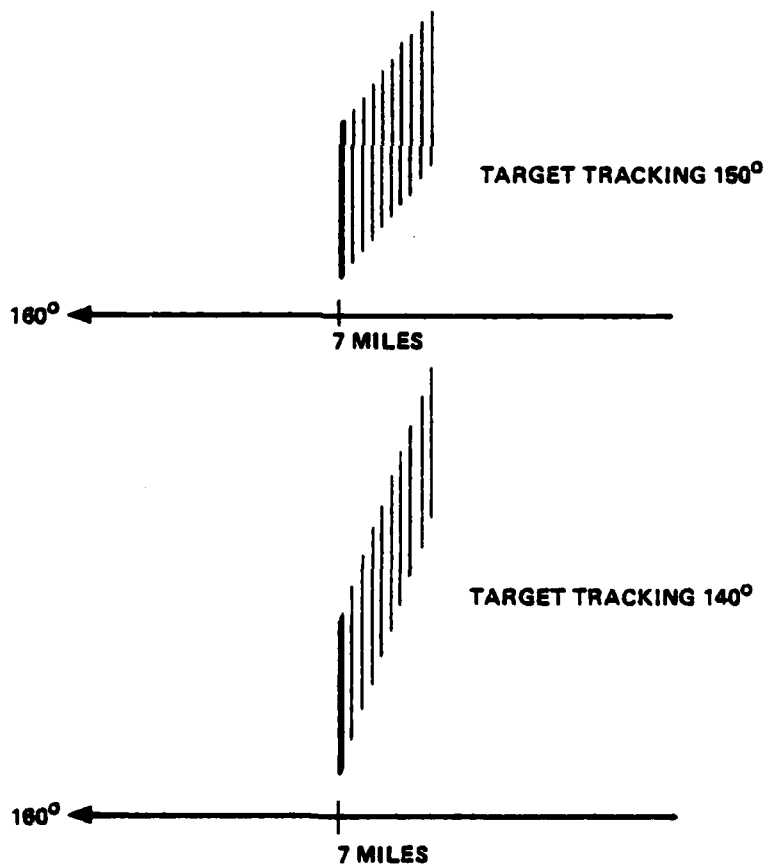 TARGET TRACKING 150°
160°
7 MILES
TARGET TRACKING 140°
160°
7 MILES